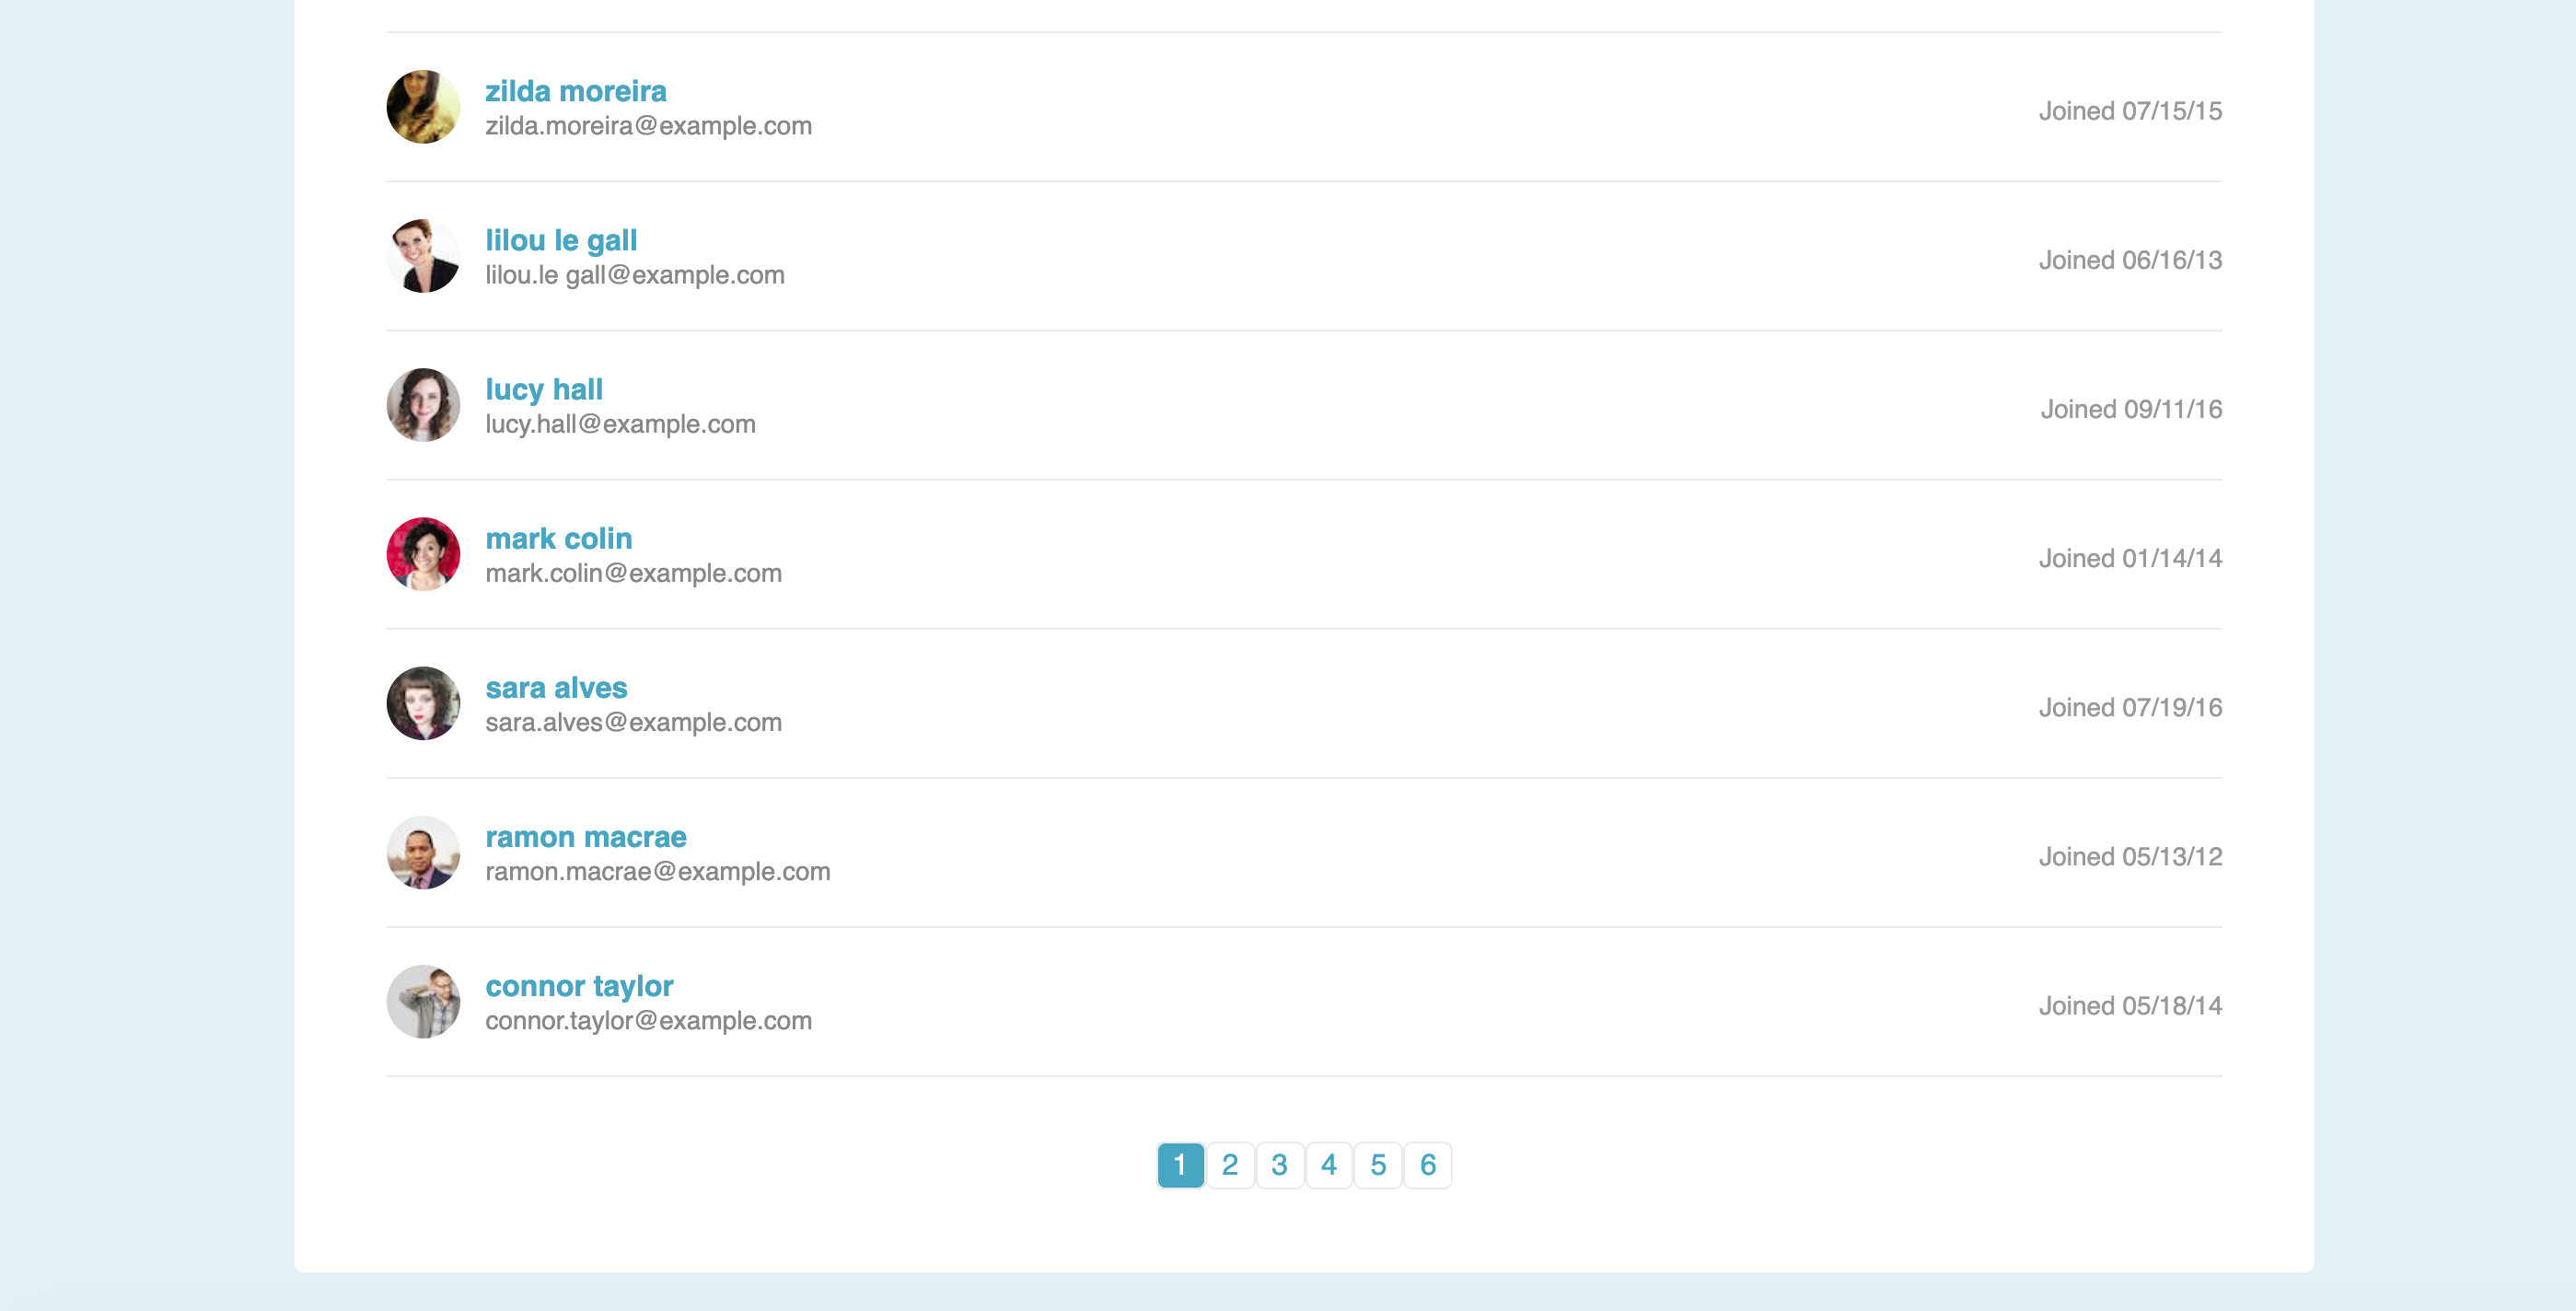 zilda moreira
zilda.moreira@example.com
Joined 07/15/15
lilou le gall
lilou.le gall@example.com
Joined 06/16/13
lucy hall
lucy.hall@example.com
Joined 09/11/16
mark colin
mark.colin@example.com
Joined 01/14/14
sara alves
sara.alves@example.com
Joined 07/19/16
ramon macrae
ramon.macrae@example.com
Joined 05/13/12
connor taylor
connor.taylor@example.com
Joined 05/18/14
1 2 3 4 5 6